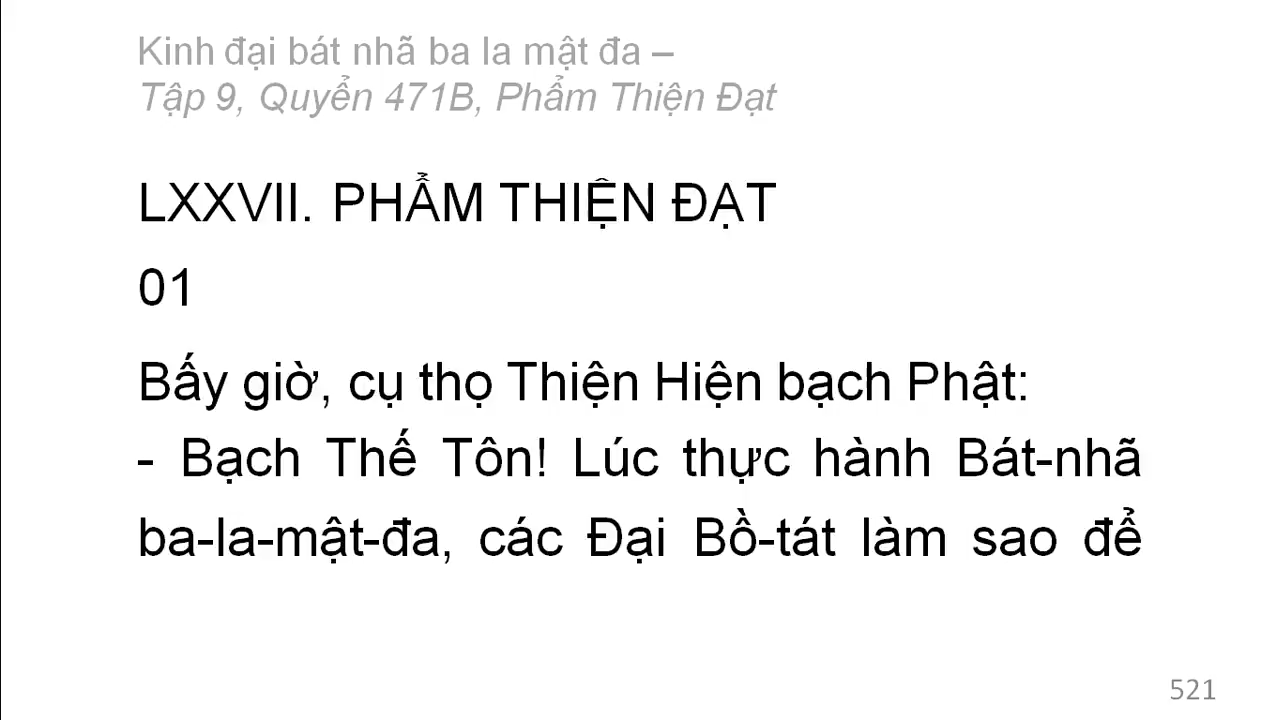 Kinh đại bát nhã ba la mật đa –
Tập 9, Quyển 471B, Phẩm Thiện Đạt
LXXVII. PHẨM THIỆN ĐẠT
01
Bấy giờ, cụ thọ Thiện Hiện bạch Phật:
- Bạch Thế Tôn! Lúc thực hành Bát-nhã
ba-la-mật-đa, các Đại Bồ-tát làm sao để
521